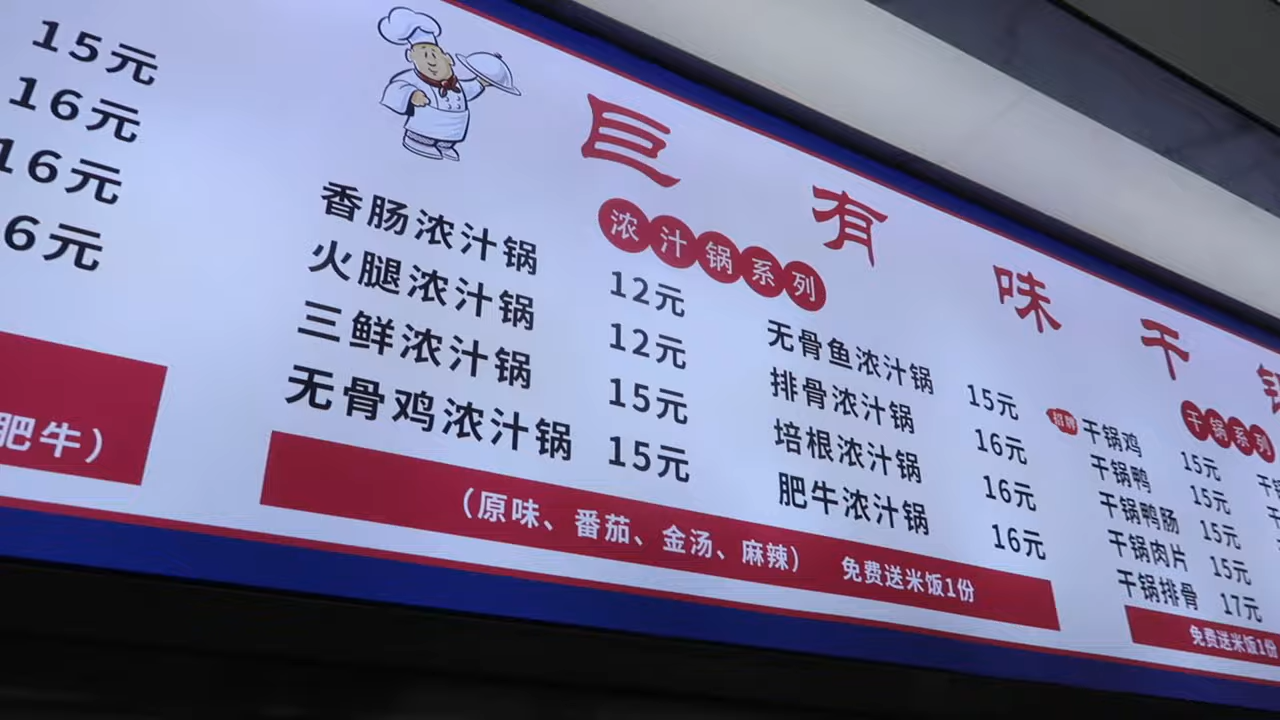 15元
16元
16元
6元
肥牛）
巨有味干锅
浓汁锅系列
香肠浓汁锅 12元
火腿浓汁锅 12元
三鲜浓汁锅 15元
无骨鸡浓汁锅 15元
无骨鱼浓汁锅 15元
排骨浓汁锅 16元
培根浓汁锅 16元
肥牛浓汁锅 16元
（原味、番茄、金汤、麻辣） 免费送米饭1份
干锅系列
招牌 干锅鸡 15元
干锅鸭 15元
干锅鸭肠 15元
干锅肉片 15元
干锅排骨 17元
免费送米饭1份